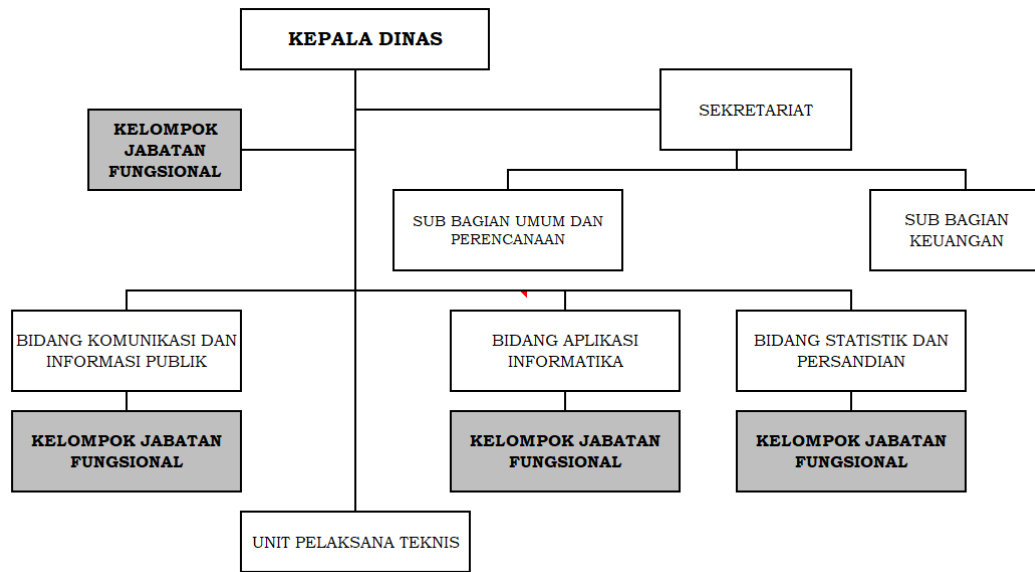 KEPALA DINAS
SEKRETARIAT
KELOMPOK
JABATAN
FUNGSIONAL
SUB BAGIAN UMUM DAN
PERENCANAAN
SUB BAGIAN
KEUANGAN
BIDANG KOMUNIKASI DAN
INFORMASI PUBLIK
BIDANG APLIKASI
INFORMATIKA
BIDANG STATISTIK DAN
PERSANDIAN
KELOMPOK JABATAN
FUNGSIONAL
KELOMPOK JABATAN
FUNGSIONAL
KELOMPOK JABATAN
FUNGSIONAL
UNIT PELAKSANA TEKNIS